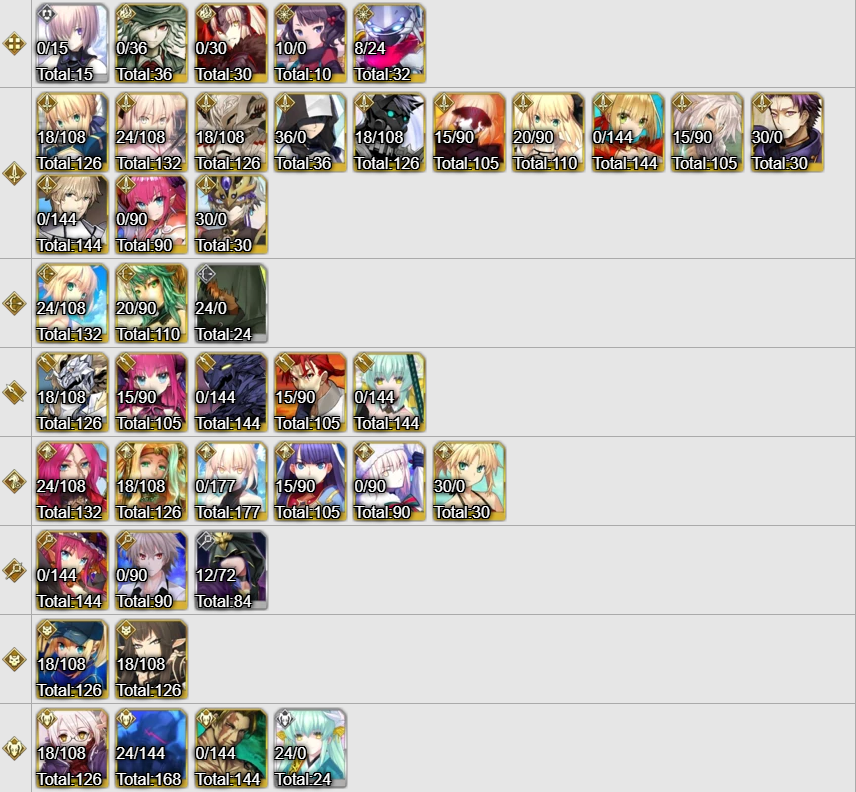 0/15 0/36 0/30 10/0 8/24
Total:15 Total:36 Total:30 Total:10 Total:32
18/108 24/108 18/108 36/0 18/108 15/90 20/90 0/144 15/90 30/0
Total:126 Total:132 Total:126 Total:36 Total:126 Total:105 Total:110 Total:144 Total:105 Total:30
0/144 0/90 30/0
Total:144 Total:90 Total:30
24/108 20/90 24/0
Total:132 Total:110 Total:24
18/108 15/90 0/144 15/90 0/144
Total:126 Total:105 Total:144 Total:105 Total:144
24/108 18/108 0/177 15/90 0/90 30/0
Total:132 Total:126 Total:177 Total:105 Total:90 Total:30
0/144 0/90 12/72
Total:144 Total:90 Total:84
18/108 18/108
Total:126 Total:126
18/108 24/144 0/144 24/0
Total:126 Total:168 Total:144 Total:24